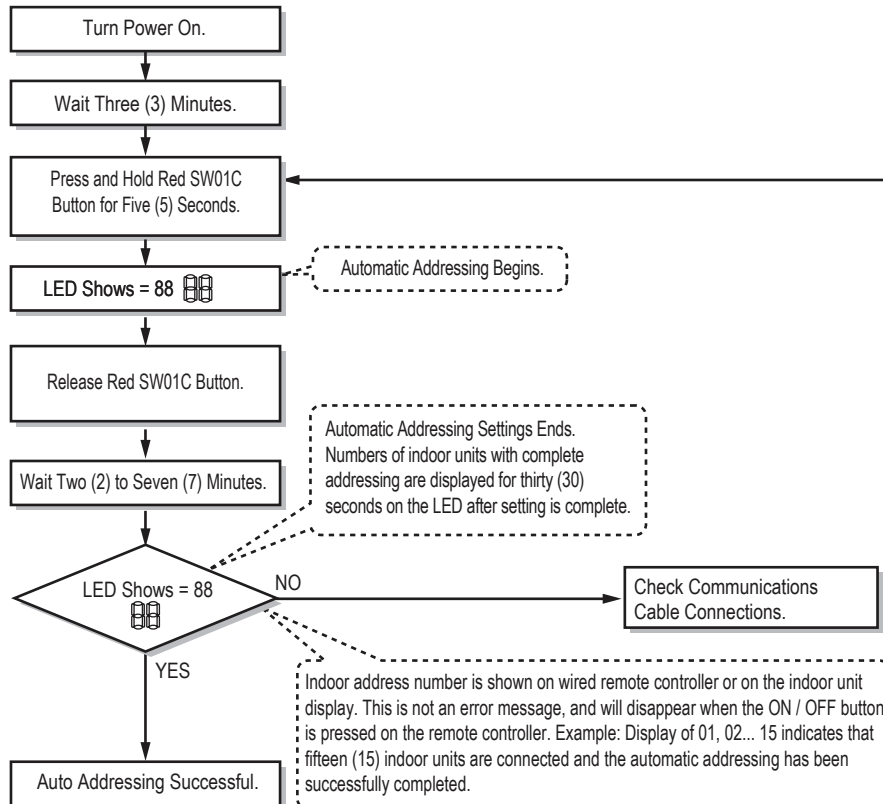 Turn Power On.
Wait Three (3) Minutes.
Press and Hold Red SW01C
Button for Five (5) Seconds.
LED Shows = 88 88
Automatic Addressing Begins.
Release Red SW01C Button.
Automatic Addressing Settings Ends.
Numbers of indoor units with complete
addressing are displayed for thirty (30)
seconds on the LED after setting is complete.
Wait Two (2) to Seven (7) Minutes.
LED Shows = 88
88
NO
Check Communications
Cable Connections.
YES
Indoor address number is shown on wired remote controller or on the indoor unit
display. This is not an error message, and will disappear when the ON / OFF button
is pressed on the remote controller. Example: Display of 01, 02... 15 indicates that
fifteen (15) indoor units are connected and the automatic addressing has been
successfully completed.
Auto Addressing Successful.